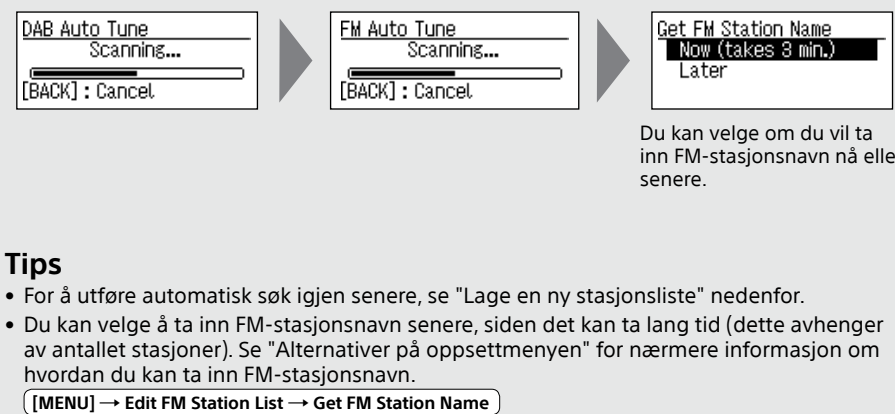 DAB Auto Tune
Scanning...
[BACK] : Cancel
FM Auto Tune
Scanning...
[BACK] : Cancel
Get FM Station Name
Now (takes 3 min.)
Later
Du kan velge om du vil ta
inn FM-stasjonsnavn nå elle
senere.
Tips
• For å utføre automatisk søk igjen senere, se "Lage en ny stasjonsliste" nedenfor.
• Du kan velge å ta inn FM-stasjonsnavn senere, siden det kan ta lang tid (dette avhenger
av antallet stasjoner). Se "Alternativer på oppsettmenyen" for nærmere informasjon om
hvordan du kan ta inn FM-stasjonsnavn.
[MENU] → Edit FM Station List → Get FM Station Name